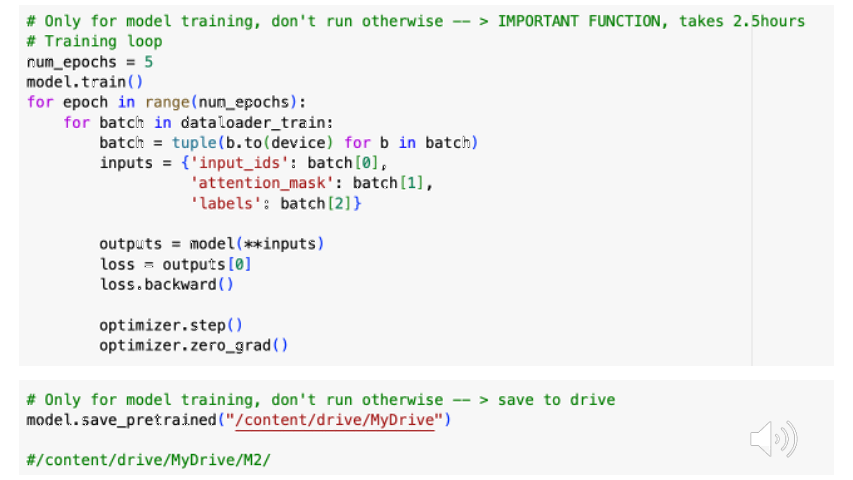 # Only for model training, don't run otherwise -- > IMPORTANT FUNCTION, takes 2.5hours
# Training loop
num_epochs = 5
model.train()
for epoch in range(num_epochs):
    for batch in dataloader_train:
        batch = tuple(b.to(device) for b in batch)
        inputs = {'input_ids': batch[0],
                  'attention_mask': batch[1],
                  'labels': batch[2]}

        outputs = model(**inputs)
        loss = outputs[0]
        loss.backward()

        optimizer.step()
        optimizer.zero_grad()

# Only for model training, don't run otherwise -- > save to drive
model.save_pretrained("/content/drive/MyDrive")

#/content/drive/MyDrive/M2/